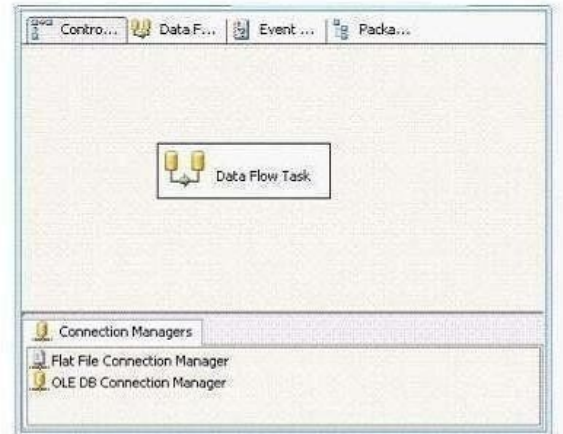 Contro... Data F... Event ... Packa...
Data Flow Task
Connection Managers
Flat File Connection Manager
OLE DB Connection Manager